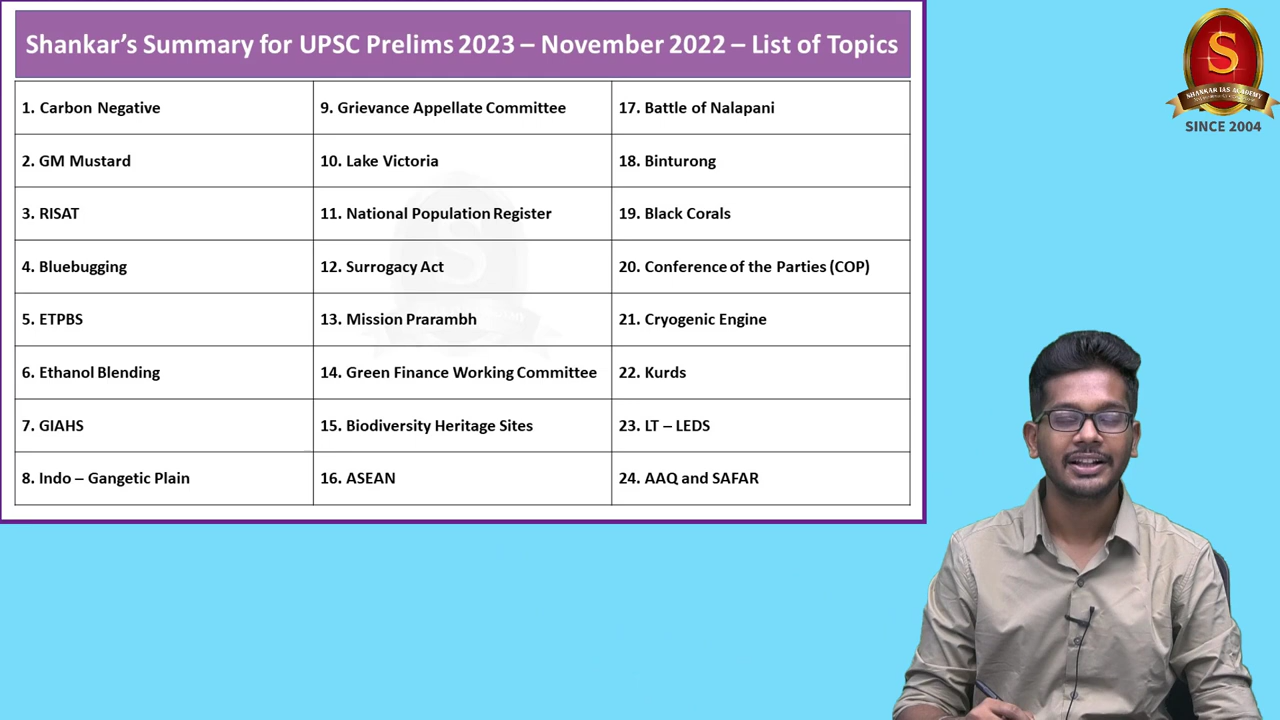 Shankar's Summary for UPSC Prelims 2023 – November 2022 – List of Topics
1. Carbon Negative
9. Grievance Appellate Committee
17. Battle of Nalapani
2. GM Mustard
10. Lake Victoria
18. Binturong
3. RISAT
11. National Population Register
19. Black Corals
4. Bluebugging
12. Surrogacy Act
20. Conference of the Parties (COP)
5. ETPBS
13. Mission Prarambh
21. Cryogenic Engine
6. Ethanol Blending
14. Green Finance Working Committee
22. Kurds
7. GIAHS
15. Biodiversity Heritage Sites
23. LT – LEDS
8. Indo – Gangetic Plain
16. ASEAN
24. AAQ and SAFAR
S
SHANKAR IAS ACADEMY
SINCE 2004